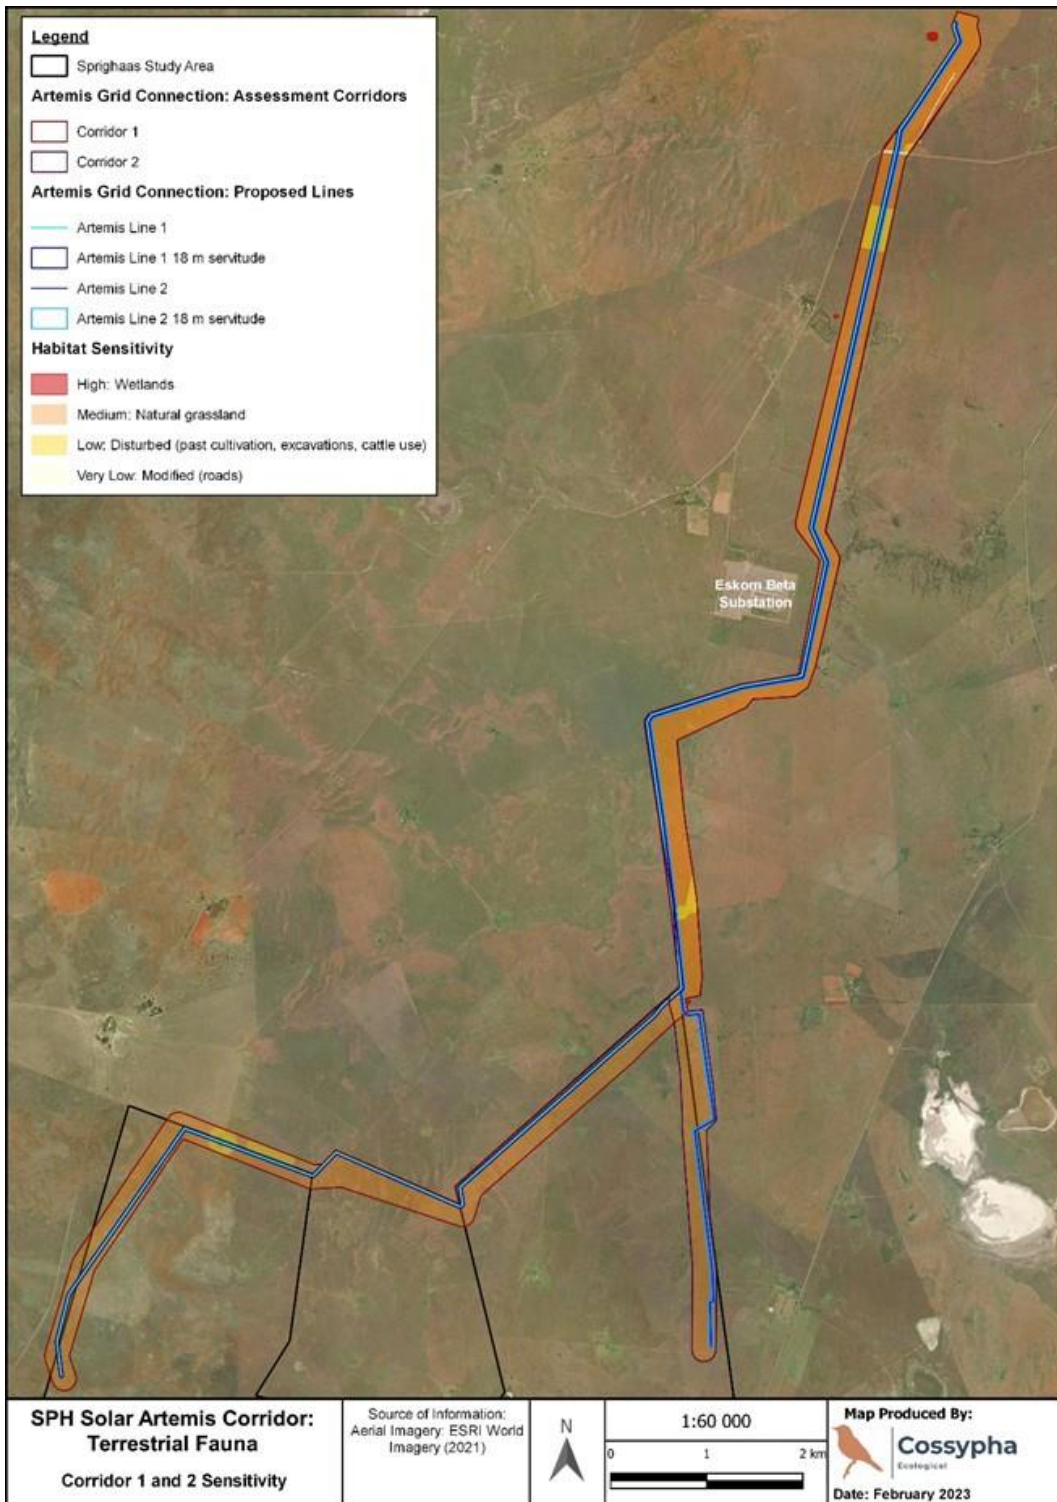 Legend
Sprighaas Study Area
Artemis Grid Connection: Assessment Corridors
Corridor 1
Corridor 2
Artemis Grid Connection: Proposed Lines
Artemis Line 1
Artemis Line 1 18 m servitude
Artemis Line 2
Artemis Line 2 18 m servitude
Habitat Sensitivity
High: Wetlands
Medium: Natural grassland
Low: Disturbed (past cultivation, excavations, cattle use)
Very Low: Modified (roads)
Eskom Beta
Substation
SPH Solar Artemis Corridor:
Terrestrial Fauna
Corridor 1 and 2 Sensitivity
Source of Information:
Aerial Imagery: ESRI World
Imagery (2021)
N
1:60 000
0 1 2 km
Map Produced By:
Cossypha
Ecological
Date: February 2023